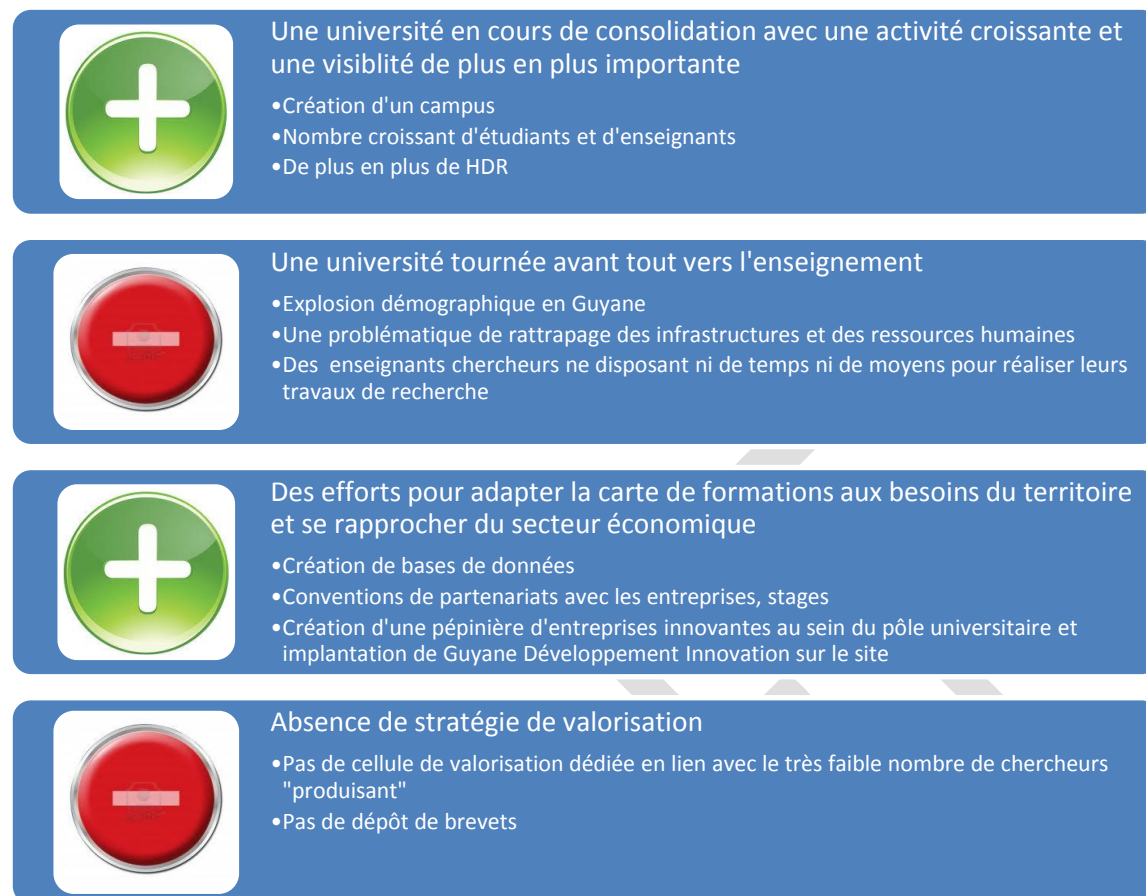 Une université en cours de consolidation avec une activité croissante et
une visiblité de plus en plus importante
•Création d'un campus
•Nombre croissant d'étudiants et d'enseignants
•De plus en plus de HDR
Une université tournée avant tout vers l'enseignement
•Explosion démographique en Guyane
•Une problématique de rattrapage des infrastructures et des ressources humaines
•Des  enseignants chercheurs ne disposant ni de temps ni de moyens pour réaliser leurs
travaux de recherche
Des efforts pour adapter la carte de formations aux besoins du territoire
et se rapprocher du secteur économique
•Création de bases de données
•Conventions de partenariats avec les entreprises, stages
•Création d'une pépinière d'entreprises innovantes au sein du pôle universitaire et
implantation de Guyane Développement Innovation sur le site
Absence de stratégie de valorisation
•Pas de cellule de valorisation dédiée en lien avec le très faible nombre de chercheurs
"produisant"
•Pas de dépôt de brevets